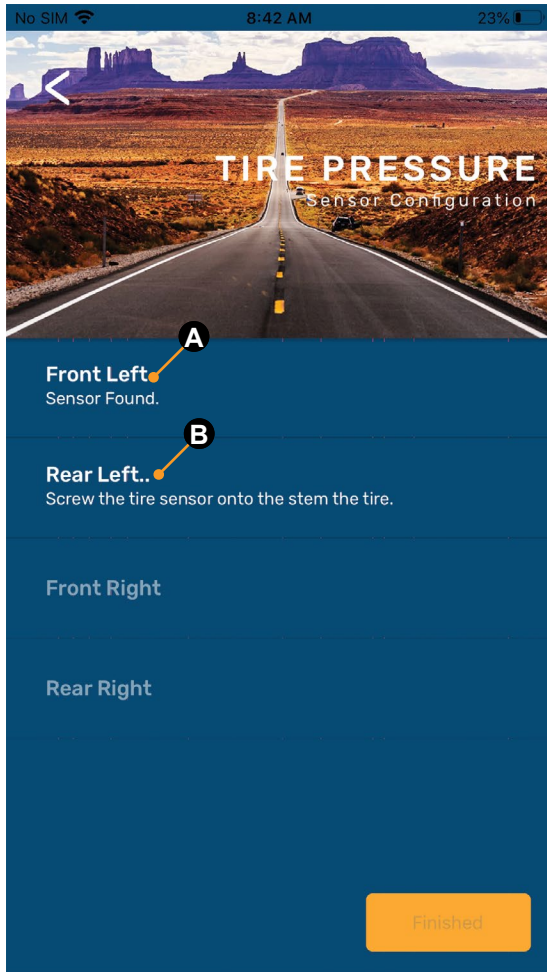 No SIM 8:42 AM 23%
TIRE PRESSURE
Sensor Configuration
A
Front Left.
Sensor Found.
B
Rear Left..
Screw the tire sensor onto the stem the tire.
Front Right
Rear Right
Finished